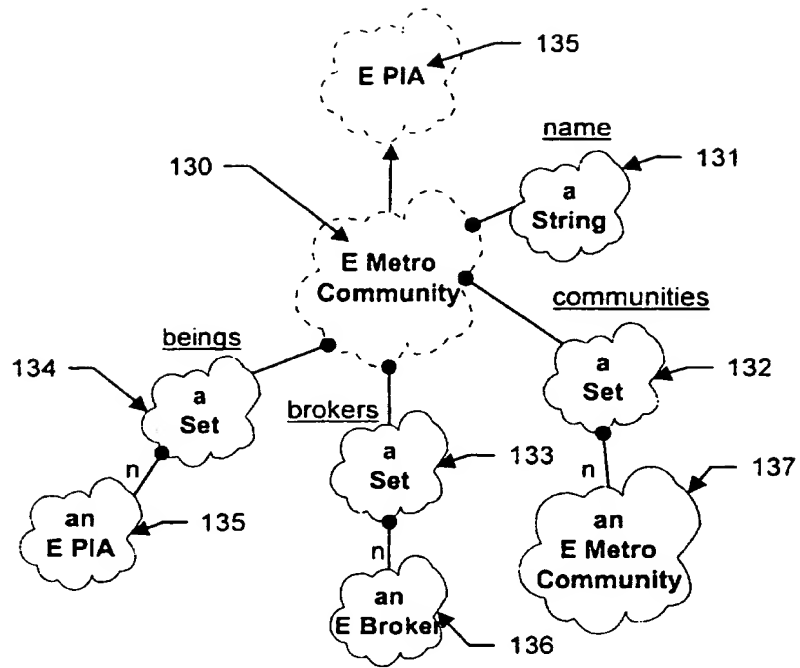 E PIA
135
name
131
130
a
String
E Metro
Community
communities
beings
134
a
Set
brokers
a
Set
132
a
Set
133
n
n
137
an
E PIA
135
an
E Metro
Community
n
an
E Broker
136